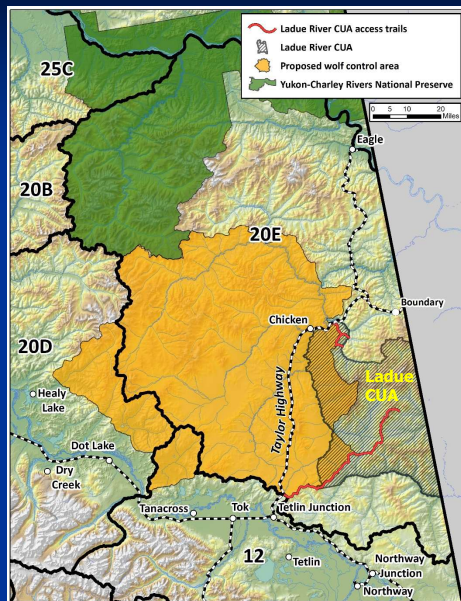 Ladue River CUA access trails
Ladue River CUA
Proposed wolf control area
Yukon-Charley Rivers National Preserve
0 5 10 20
Miles
25C
Eagle
20B
20E
Boundary
Chicken
20D
Ladue
CUA
Taylor Highway
Healy
Lake
Dot Lake
Dry
Creek
Tanacross
Tok
Tetlin Junction
12
Tetlin
Northway
Junction
Northway